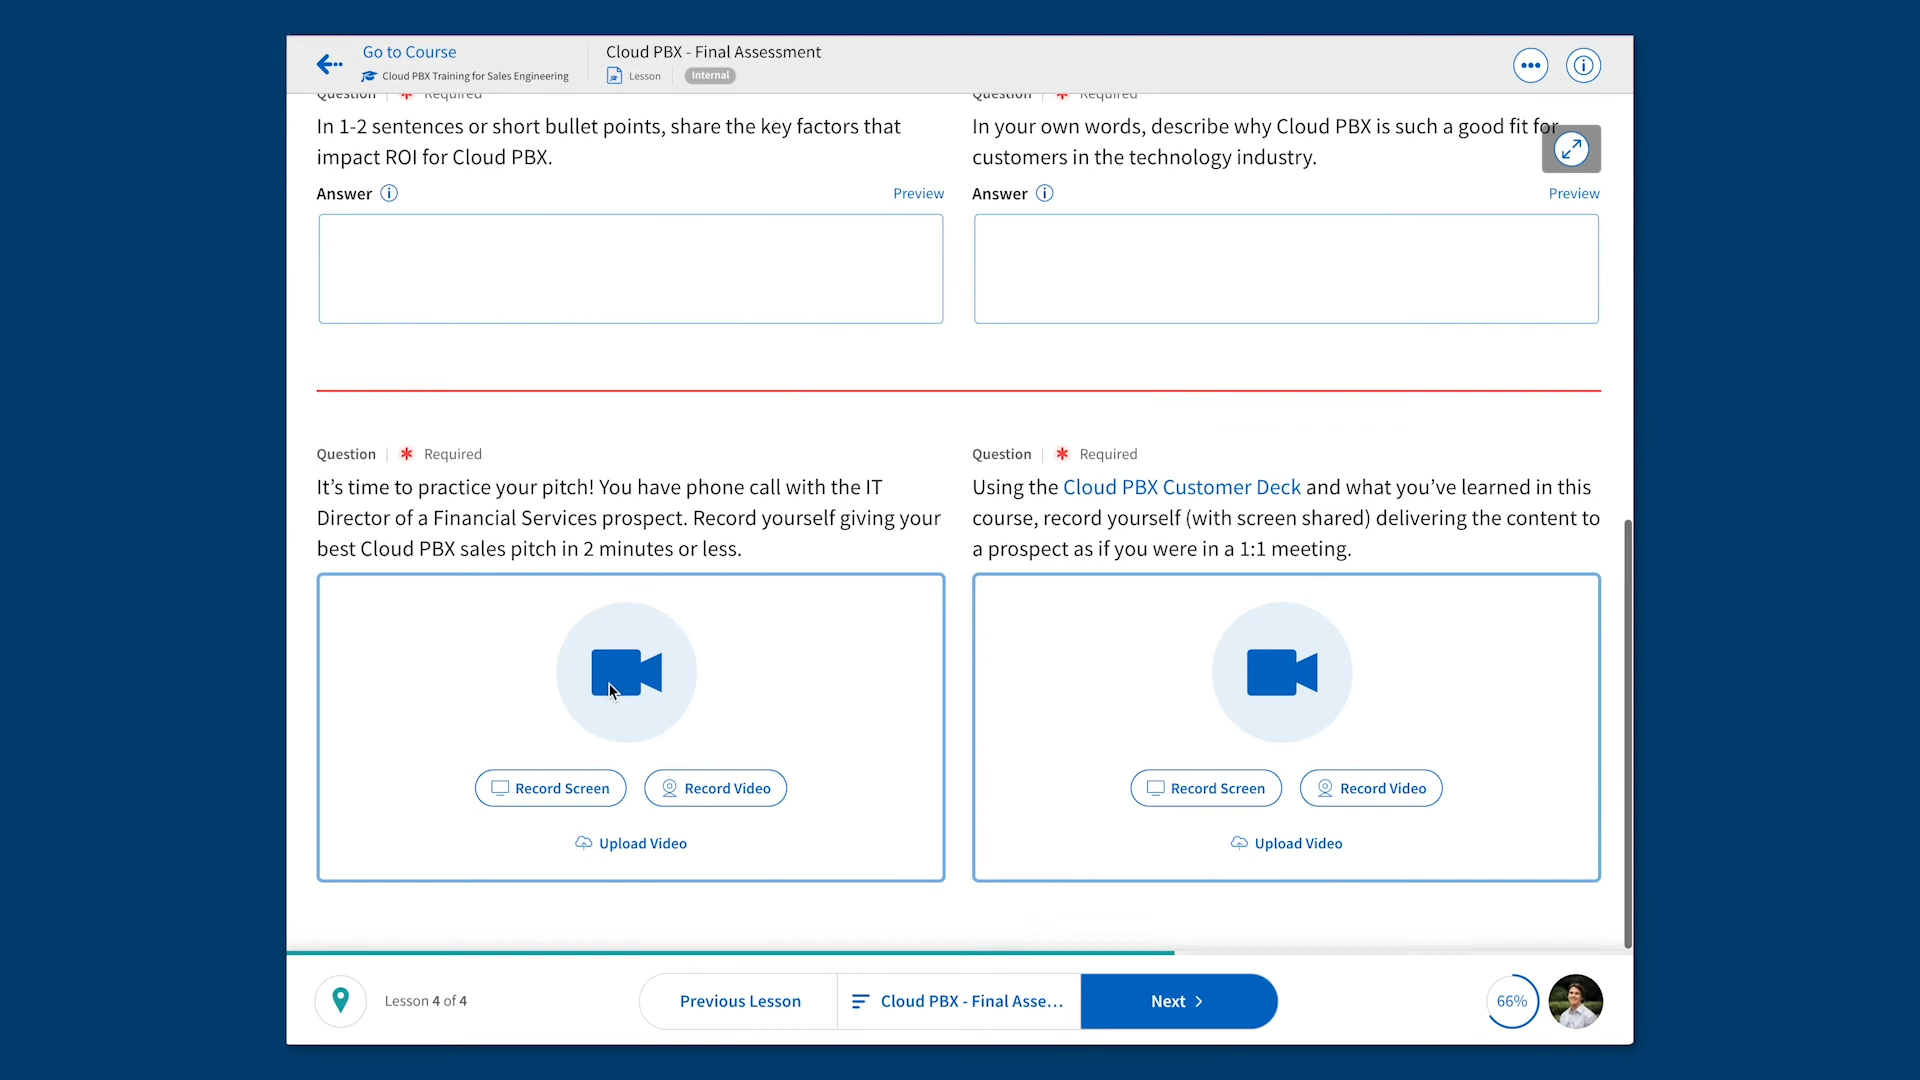 Go to Course
Cloud PBX Training for Sales Engineering
Cloud PBX - Final Assessment
Lesson
Internal
Question * Required
Question * Required
In 1-2 sentences or short bullet points, share the key factors that
impact ROI for Cloud PBX.
In your own words, describe why Cloud PBX is such a good fit for
customers in the technology industry.
Answer
Preview
Answer
Preview
Question * Required
Question * Required
It’s time to practice your pitch! You have phone call with the IT
Director of a Financial Services prospect. Record yourself giving your
best Cloud PBX sales pitch in 2 minutes or less.
Using the Cloud PBX Customer Deck and what you’ve learned in this
course, record yourself (with screen shared) delivering the content to
a prospect as if you were in a 1:1 meeting.
Record Screen
Record Video
Upload Video
Record Screen
Record Video
Upload Video
Lesson 4 of 4
Previous Lesson
Cloud PBX - Final Asse...
Next
66%